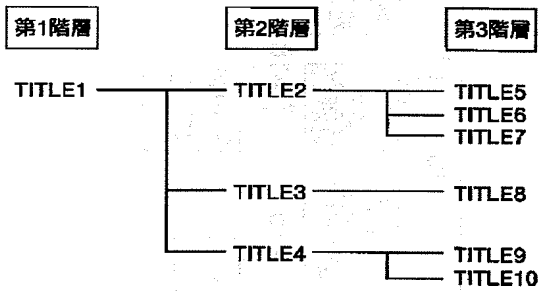 第1階層 第2階層 第3階層
TITLE1 TITLE2 TITLE5
TITLE6
TITLE7
TITLE3 TITLE8
TITLE4 TITLE9
TITLE10